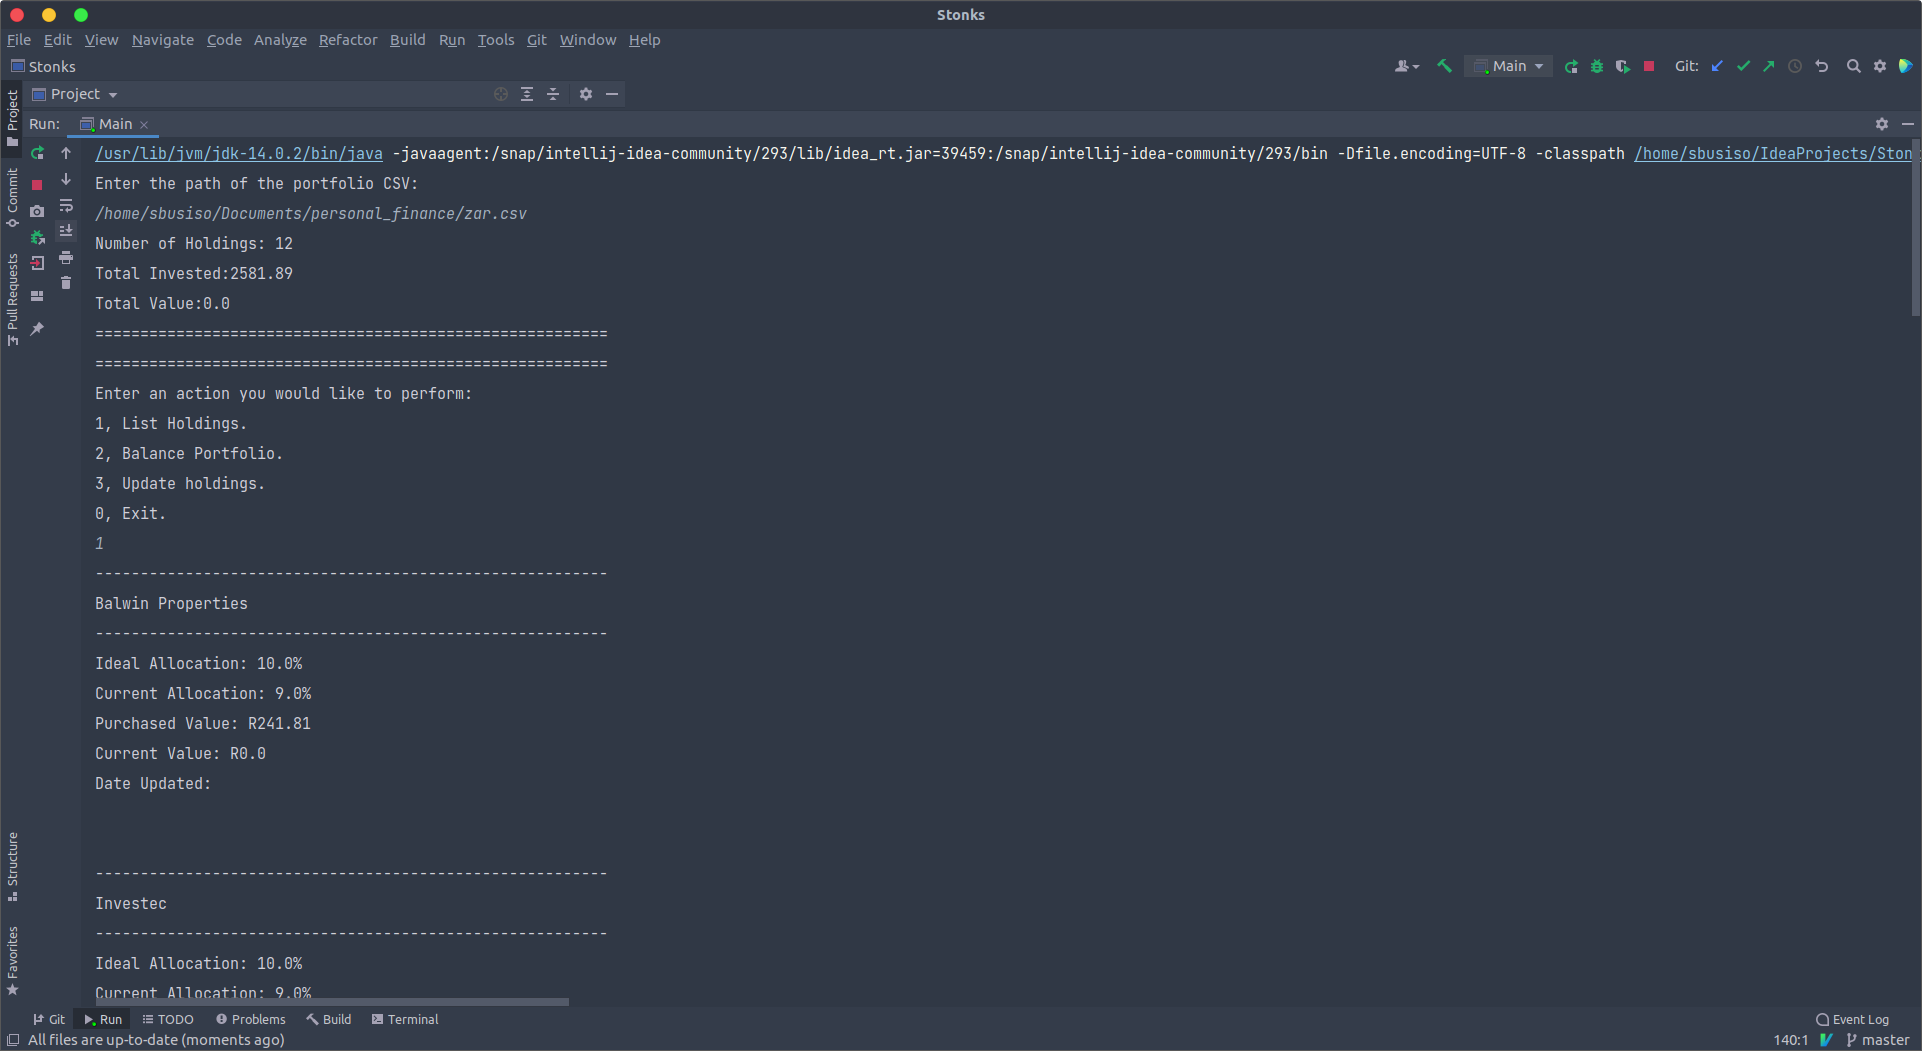 Stonks
File Edit View Navigate Code Analyze Refactor Build Run Tools Git Window Help
Stonks
Main
Git:
Project
Project
Run: Main
/usr/lib/jvm/jdk-14.0.2/bin/java -javaagent:/snap/intellij-idea-community/293/lib/idea_rt.jar=39459:/snap/intellij-idea-community/293/bin -Dfile.encoding=UTF-8 -classpath /home/sbusiso/IdeaProjects/Ston
Enter the path of the portfolio CSV:
/home/sbusiso/Documents/personal_finance/zar.csv
Number of Holdings: 12
Total Invested:2581.89
Total Value:0.0
=========================================================
=========================================================
Enter an action you would like to perform:
1, List Holdings.
2, Balance Portfolio.
3, Update holdings.
0, Exit.
1
---------------------------------------------------------
Balwin Properties
---------------------------------------------------------
Ideal Allocation: 10.0%
Current Allocation: 9.0%
Purchased Value: R241.81
Current Value: R0.0
Date Updated:
---------------------------------------------------------
Investec
---------------------------------------------------------
Ideal Allocation: 10.0%
Current Allocation: 9.0%
Commit
Pull Requests
Structure
Favorites
Git Run TODO Problems Build Terminal
Event Log
All files are up-to-date (moments ago)
140:1 master